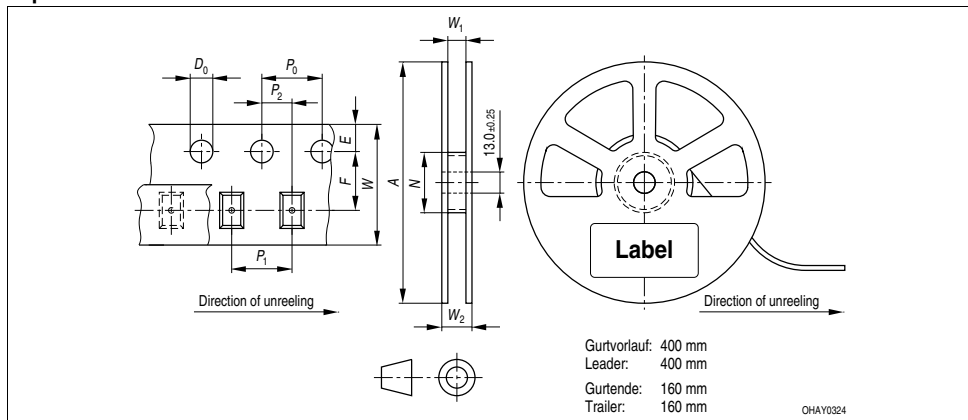 W1
D0
P0
P2
E
F
W
A
N
13.0 ±0.25
Label
P1
W2
Direction of unreeling
Direction of unreeling
Gurtvorlauf: 400 mm
Leader: 400 mm
Gurtende: 160 mm
Trailer: 160 mm
OHAY0324